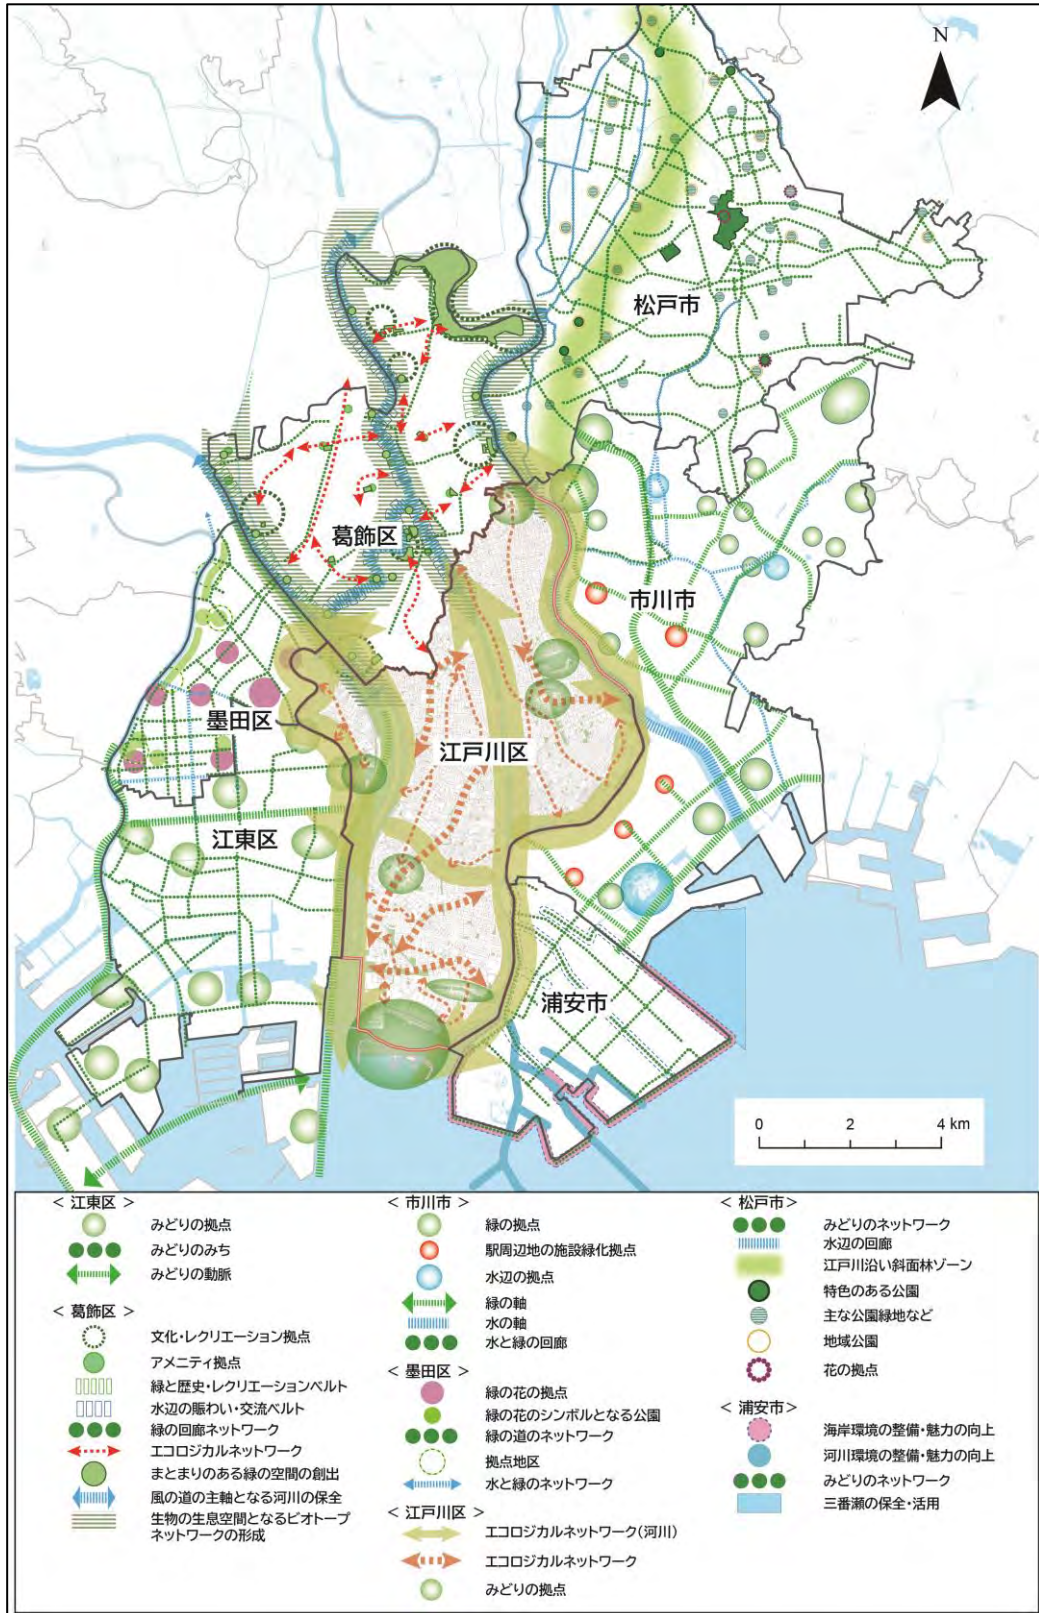 N
松戸市
葛飾区
市川市
墨田区
江戸川区
江東区
浦安市
0 2 4 km
< 江東区 >
みどりの拠点
みどりのみち
みどりの動脈
< 葛飾区 >
文化・レクリエーション拠点
アメニティ拠点
緑と歴史・レクリエーションベルト
水辺の賑わい・交流ベルト
緑の回廊ネットワーク
エコロジカルネットワーク
まとまりのある緑の空間の創出
風の道の主軸となる河川の保全
生物の生息空間となるビオトープ
ネットワークの形成
< 市川市 >
緑の拠点
駅周辺地の施設緑化拠点
水辺の拠点
緑の軸
水の軸
水と緑の回廊
< 墨田区 >
緑の花の拠点
緑の花のシンボルとなる公園
緑の道のネットワーク
拠点地区
水と緑のネットワーク
< 江戸川区 >
エコロジカルネットワーク(河川)
エコロジカルネットワーク
みどりの拠点
< 松戸市>
みどりのネットワーク
水辺の回廊
江戸川沿い斜面林ゾーン
特色のある公園
主な公園緑地など
地域公園
花の拠点
< 浦安市 >
海岸環境の整備・魅力の向上
河川環境の整備・魅力の向上
みどりのネットワーク
三番瀬の保全・活用